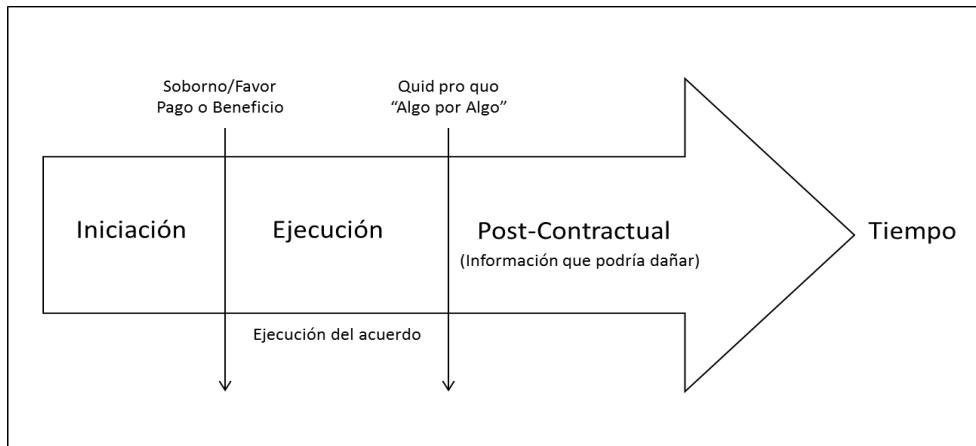 Soborno/Favor
Pago o Beneficio
Quid pro quo
“Algo por Algo”
Iniciación
Ejecución
Post-Contractual
(Información que podría dañar)
Tiempo
Ejecución del acuerdo